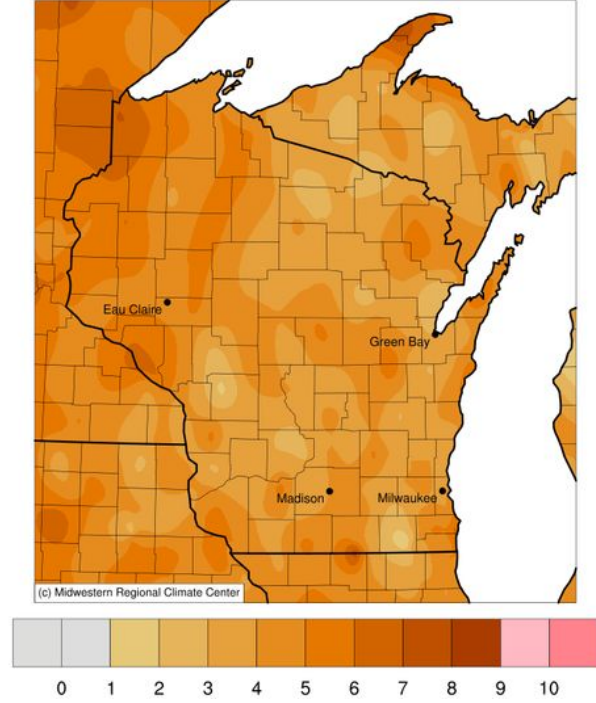 Eau Claire
Green Bay
Madison
Milwaukee
(c) Midwestern Regional Climate Center
0 1 2 3 4 5 6 7 8 9 10